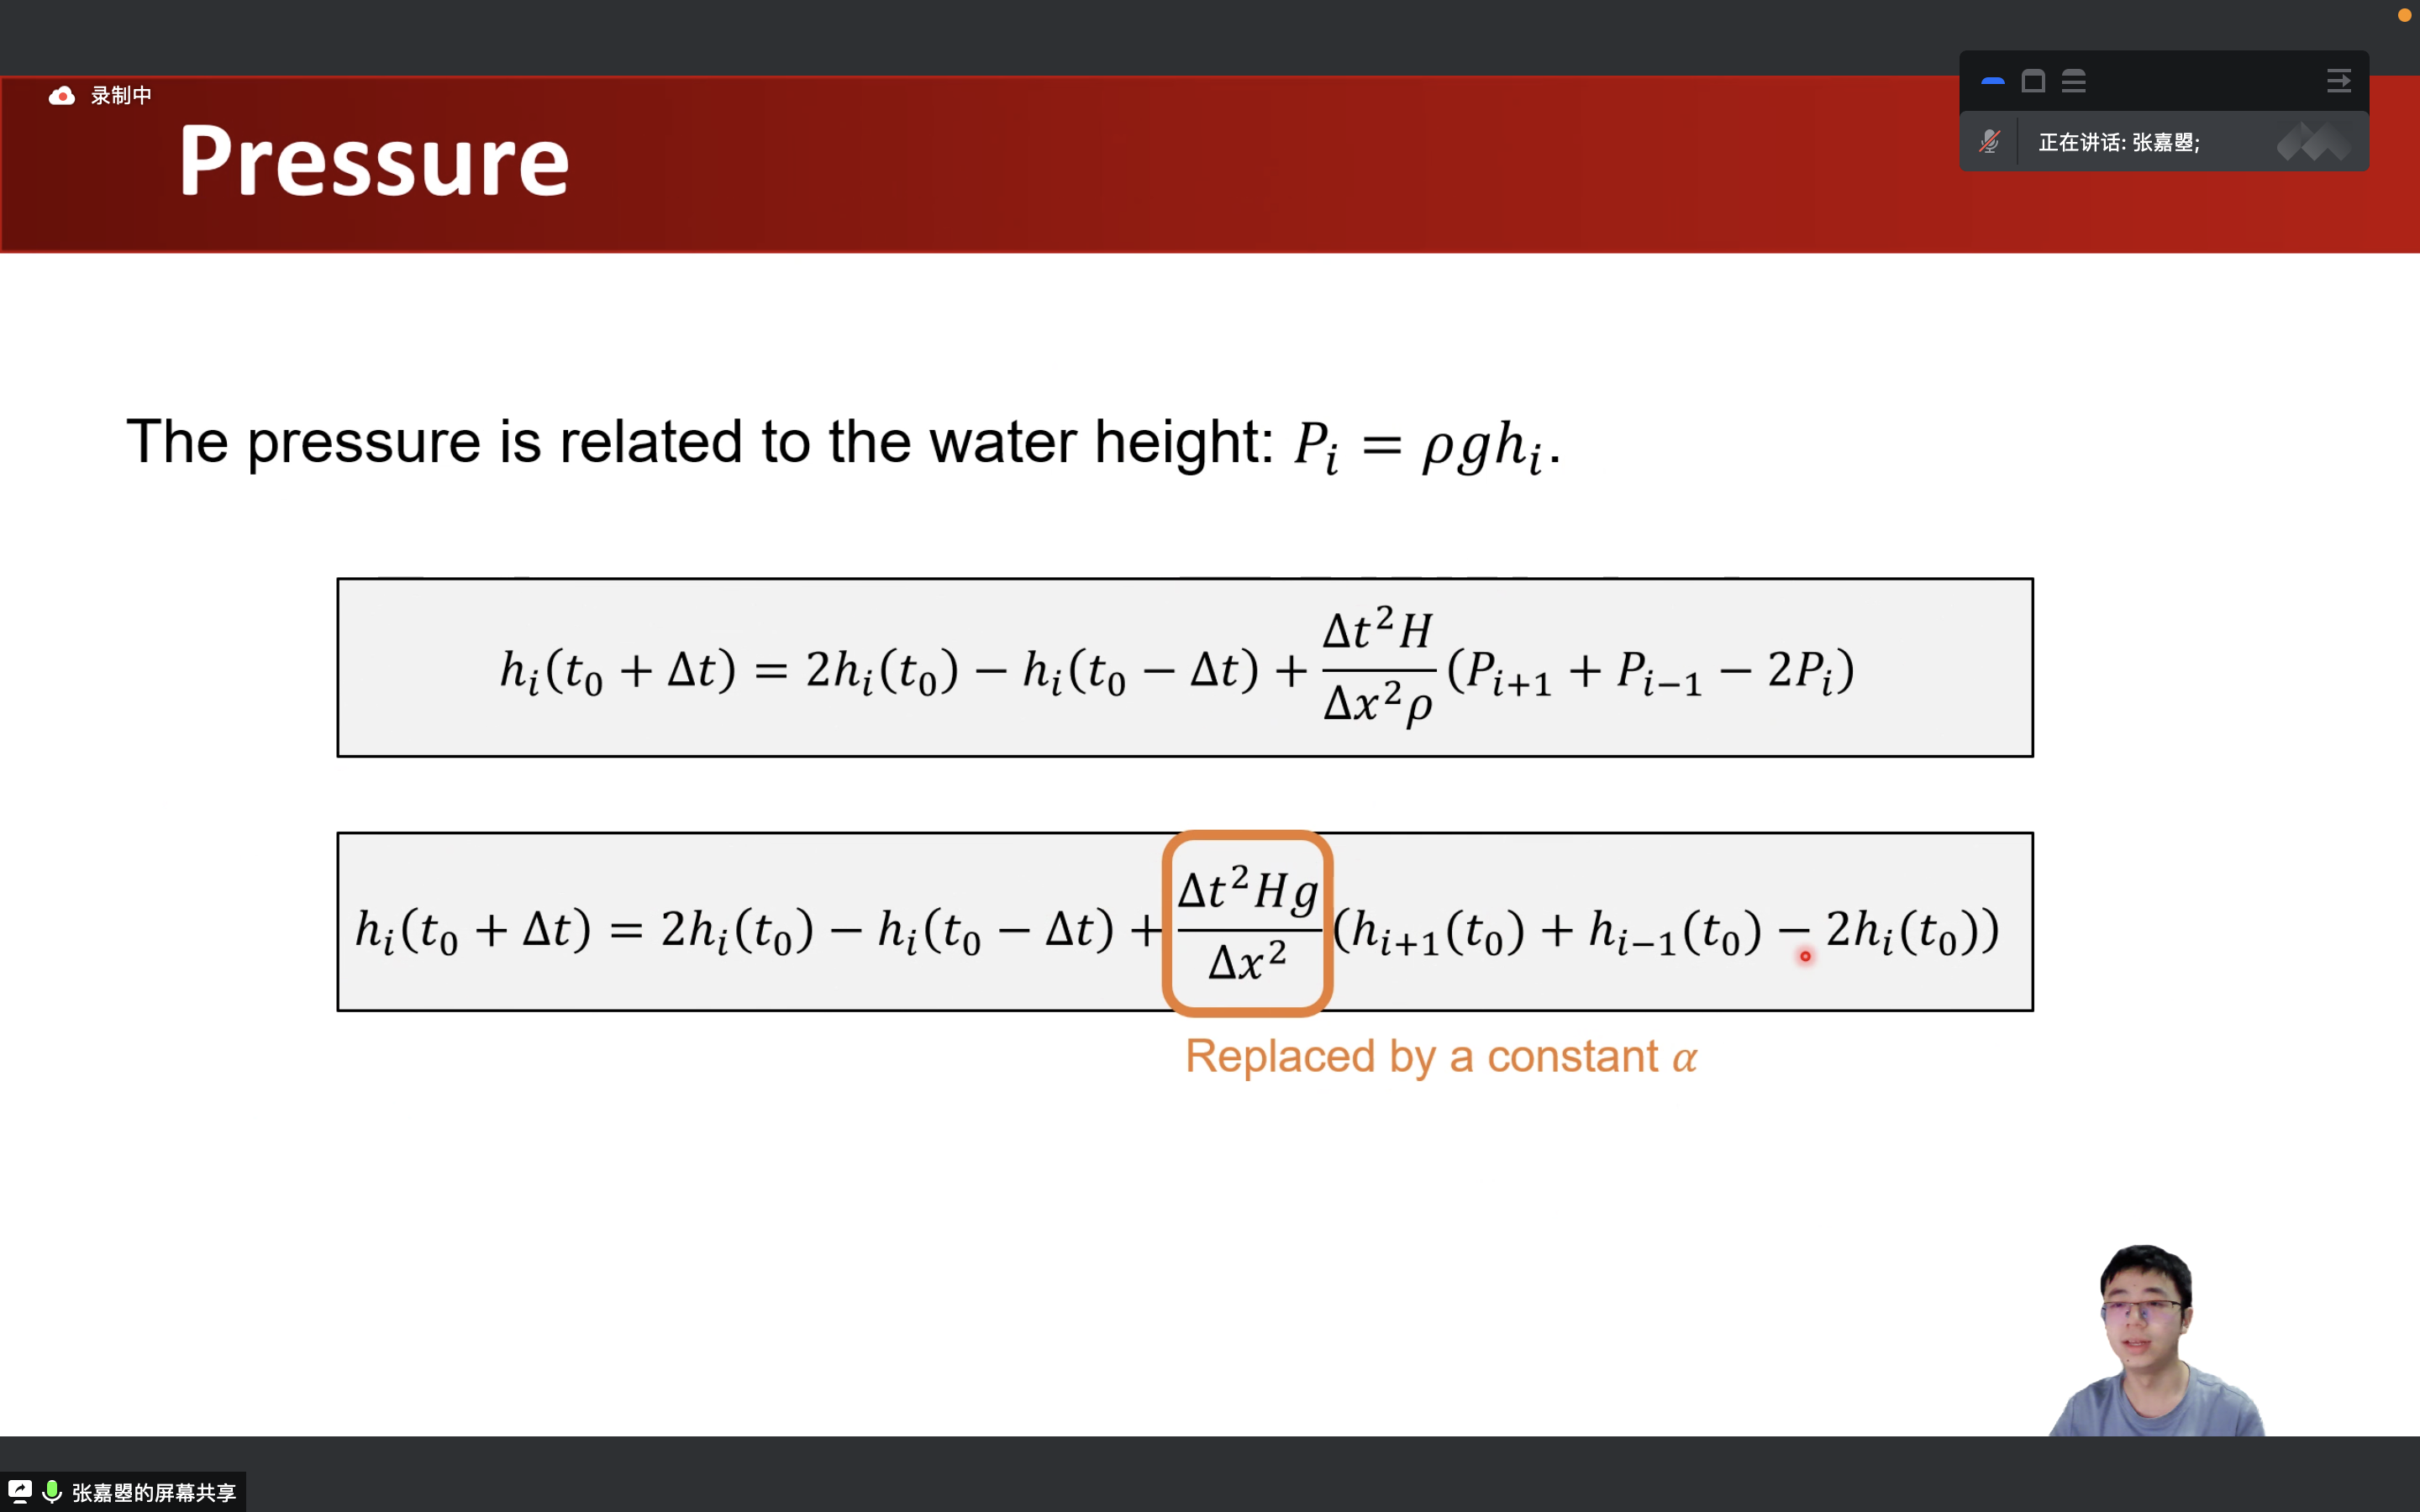 录制中
正在讲话: 张嘉曌;
Pressure
The pressure is related to the water height: $P_i = \rho g h_i$.
$h_i(t_0 + \Delta t) = 2h_i(t_0) - h_i(t_0 - \Delta t) + \frac{\Delta t^2 H}{\Delta x^2 \rho}(P_{i+1} + P_{i-1} - 2P_i)$
$h_i(t_0 + \Delta t) = 2h_i(t_0) - h_i(t_0 - \Delta t) + \frac{\Delta t^2 Hg}{\Delta x^2}(h_{i+1}(t_0) + h_{i-1}(t_0) - 2h_i(t_0))$
Replaced by a constant $\alpha$
张嘉曌的屏幕共享